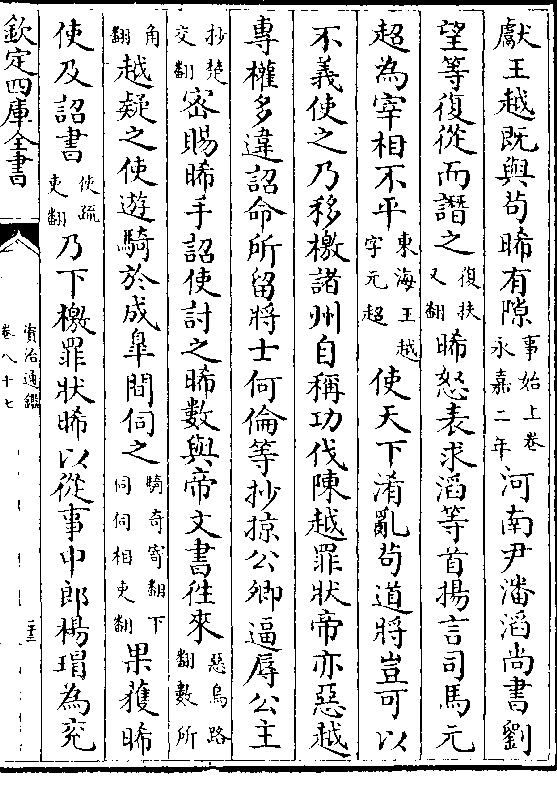 獻王越既與茍晞有隙事始上卷永嘉二年河南尹潘滔尚書劉
望等復從而譖之復扶又翻晞怒表求滔等首揚言司馬元
超為宰相不平東海王越字元超使天下淆亂茍道將豈可以
不義使之乃移檄諸州自稱功伐陳越罪狀帝亦惡越
專權多違詔命所留將士何倫等抄掠公卿逼辱公主
抄楚交翻密賜晞手詔使討之晞數與帝文書往來惡烏路翻數所
角翻越疑之使遊騎於成臯間伺之騎奇寄翻下同伺相吏翻果獲晞
使及詔書使疏吏翻乃下檄罪狀晞以從事中郎楊瑁為兖
欽定四庫全書
資治通鑑
卷八十七
二十三